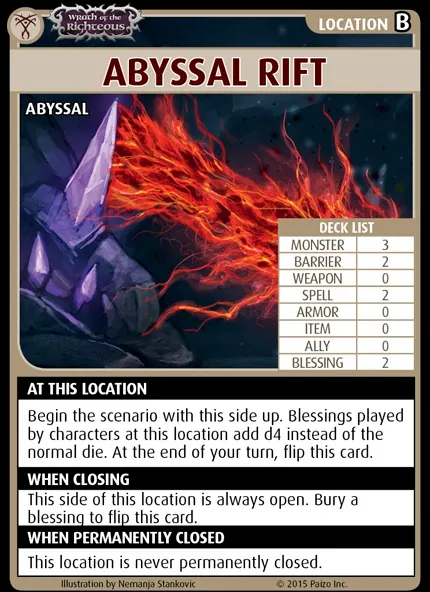 Wrath of the
Righteous
LOCATION B
ABYSSAL RIFT
ABYSSAL
DECK LIST
MONSTER 3
BARRIER 2
WEAPON 0
SPELL 2
ARMOR 0
ITEM 0
ALLY 0
BLESSING 2
AT THIS LOCATION
Begin the scenario with this side up. Blessings played
by characters at this location add d4 instead of the
normal die. At the end of your turn, flip this card.
WHEN CLOSING
This side of this location is always open. Bury a
blessing to flip this card.
WHEN PERMANENTLY CLOSED
This location is never permanently closed.
Illustration by Nemanja Stankovic © 2015 Paizo Inc.